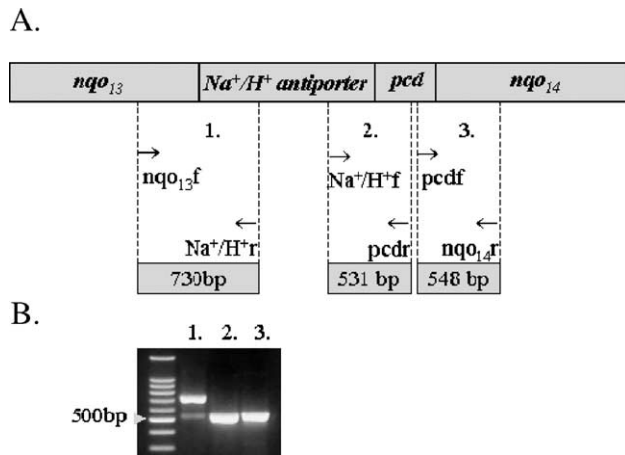 A.
nqo₁₃ Na⁺/H⁺ antiporter pcd nqo₁₄
1. 2. 3.
nqo₁₃f Na⁺/H⁺f pcdf
Na⁺/H⁺r pcdr nqo₁₄r
730bp 531 bp 548 bp
B.
1. 2. 3.
500bp